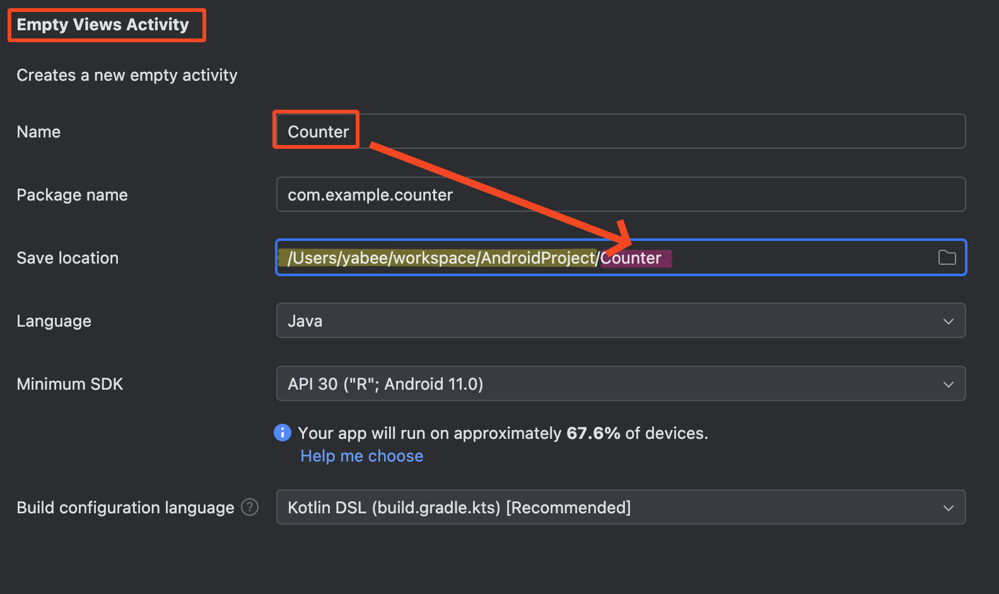 Empty Views Activity
Creates a new empty activity
Name
Counter
Package name
com.example.counter
Save location
/Users/yabee/workspace/AndroidProject/Counter
Language
Java
Minimum SDK
API 30 ("R"; Android 11.0)
Your app will run on approximately 67.6% of devices.
Help me choose
Build configuration language ?
Kotlin DSL (build.gradle.kts) [Recommended]